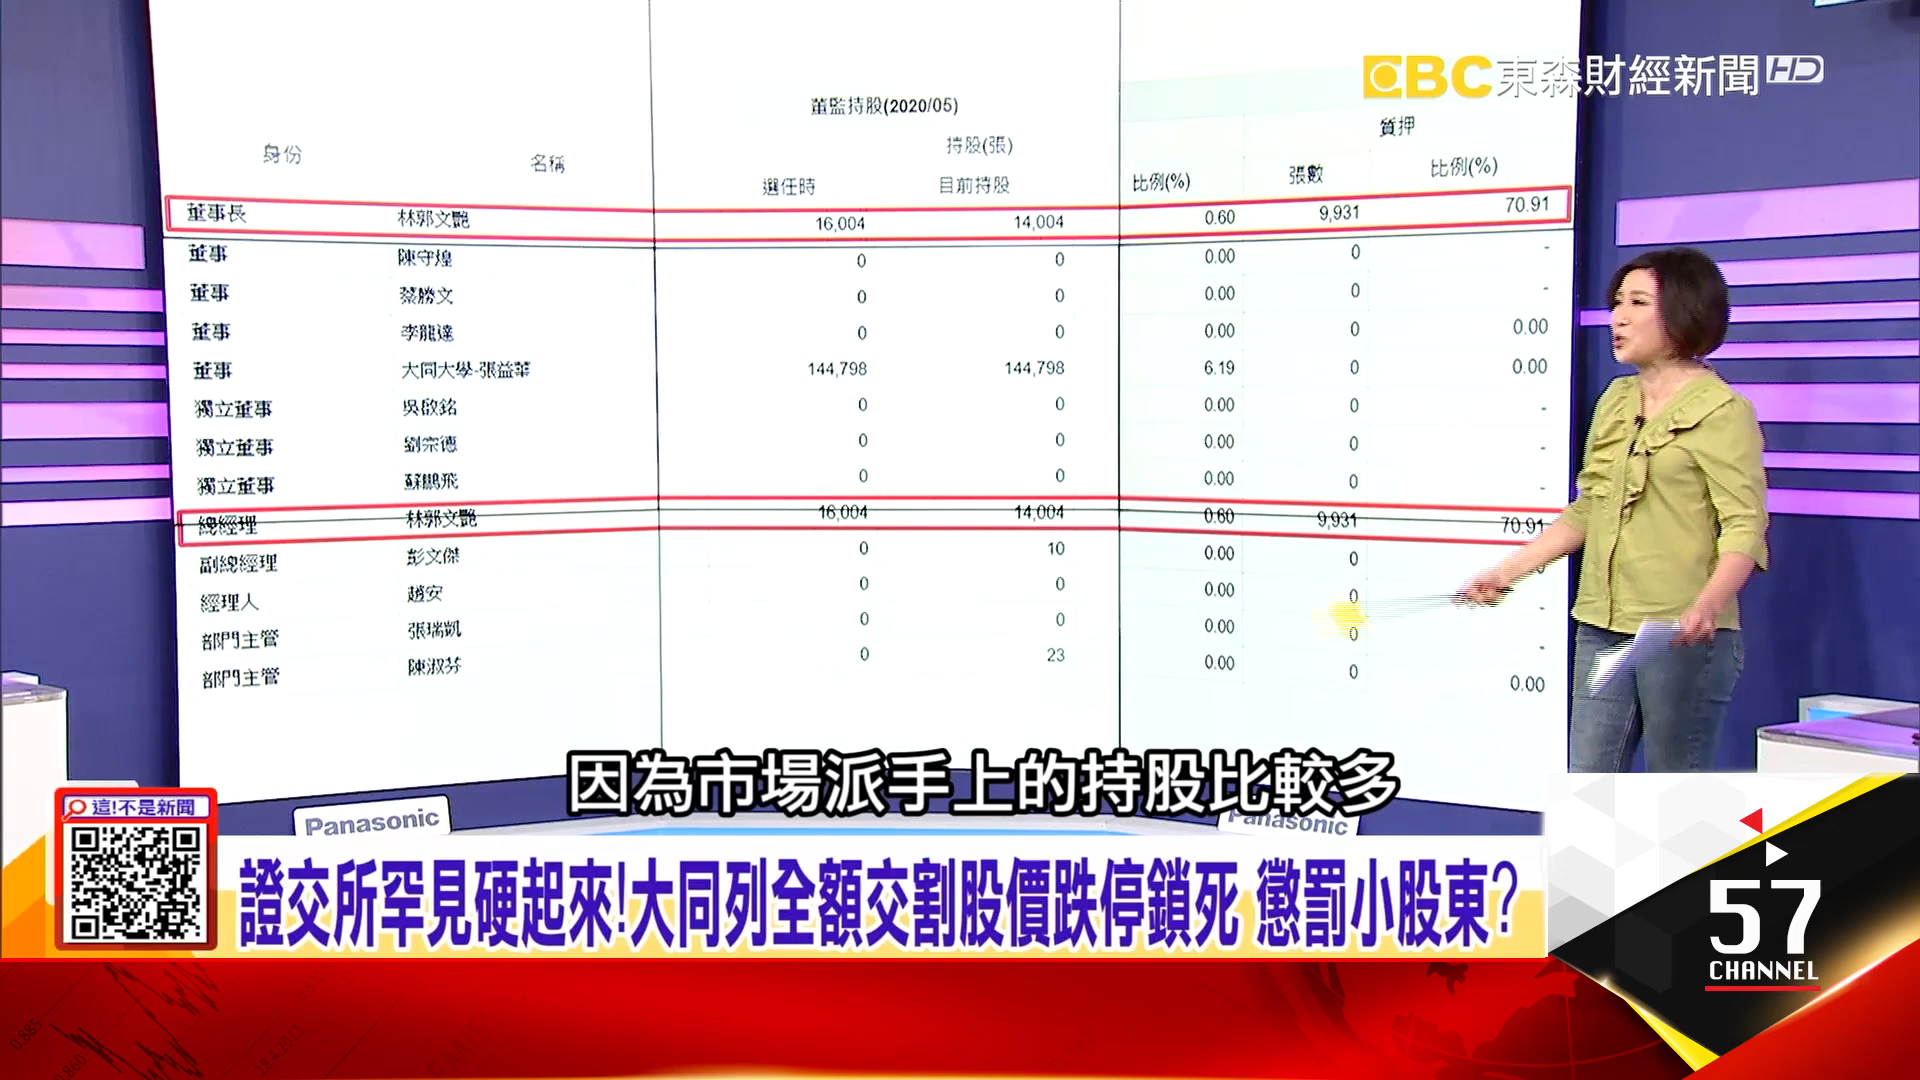 EBC 東森財經新聞 HD
董監持股(2020/05)
質押
身份 名稱 持股(張)
選任時 目前持股 比例(%) 張數 比例(%)
董事長 林郭文艷 16,004 14,004 0.60 9,931 70.91
董事 陳守煌 0 0 0.00 0 -
董事 蔡勝文 0 0 0.00 0 -
董事 李龍達 0 0 0.00 0 0.00
董事 大同大學-張益華 144,798 144,798 6.19 0 0.00
獨立董事 吳啟銘 0 0 0.00 0 -
獨立董事 劉宗德 0 0 0.00 0 -
獨立董事 蘇鵬飛 0 0 0.00 0 -
總經理 林郭文艷 16,004 14,004 0.60 9,931 70.91
副總經理 彭文傑 0 10 0.00 0
經理人 趙安 0 0 0.00 0 -
部門主管 張瑞凱 0 0 0.00 0 -
部門主管 陳淑芬 0 23 0.00 0 0.00
因為市場派手上的持股比較多
Panasonic Panasonic
這!不是新聞
證交所罕見硬起來!大同列全額交割股價跌停鎖死 懲罰小股東?
57
CHANNEL